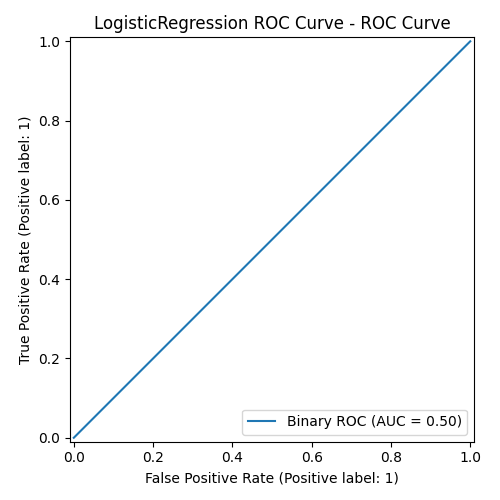 LogisticRegression ROC Curve - ROC Curve
True Positive Rate (Positive label: 1)
1.0
0.8
0.6
0.4
0.2
0.0
Binary ROC (AUC = 0.50)
0.0 0.2 0.4 0.6 0.8 1.0
False Positive Rate (Positive label: 1)